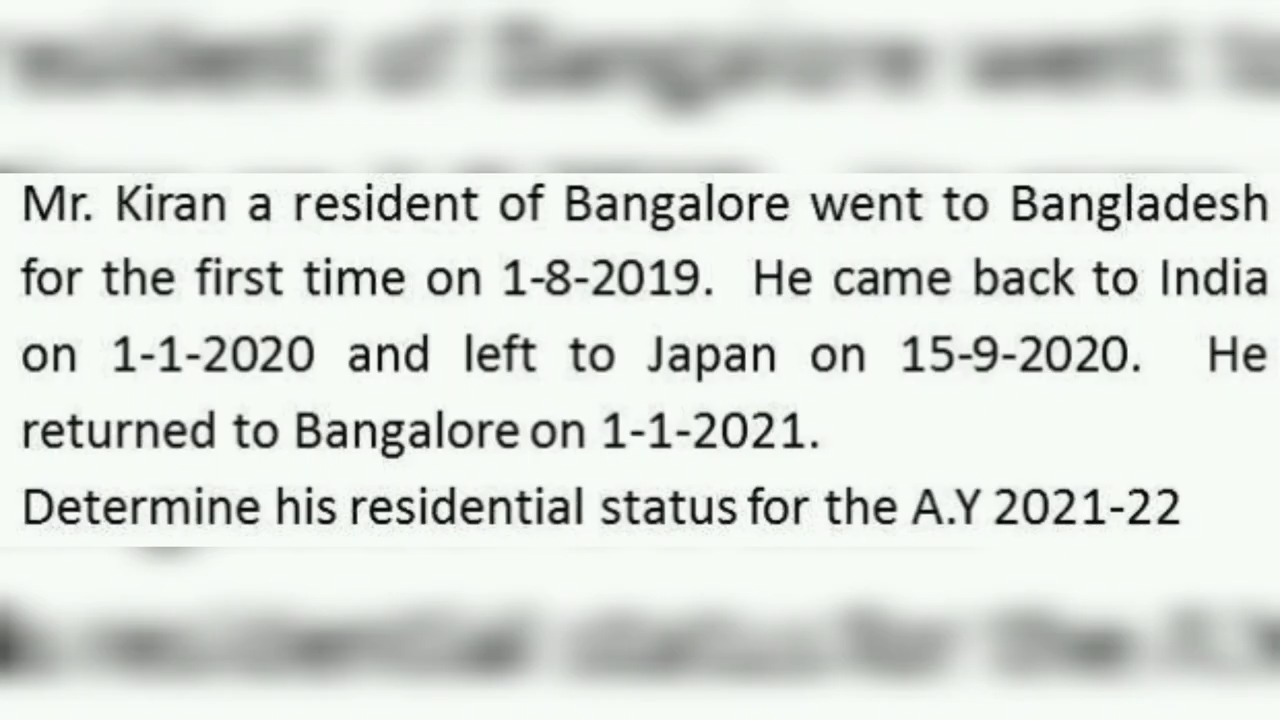 Mr. Kiran a resident of Bangalore went to Bangladesh
for the first time on 1-8-2019. He came back to India
on 1-1-2020 and left to Japan on 15-9-2020. He
returned to Bangalore on 1-1-2021.
Determine his residential status for the A.Y 2021-22